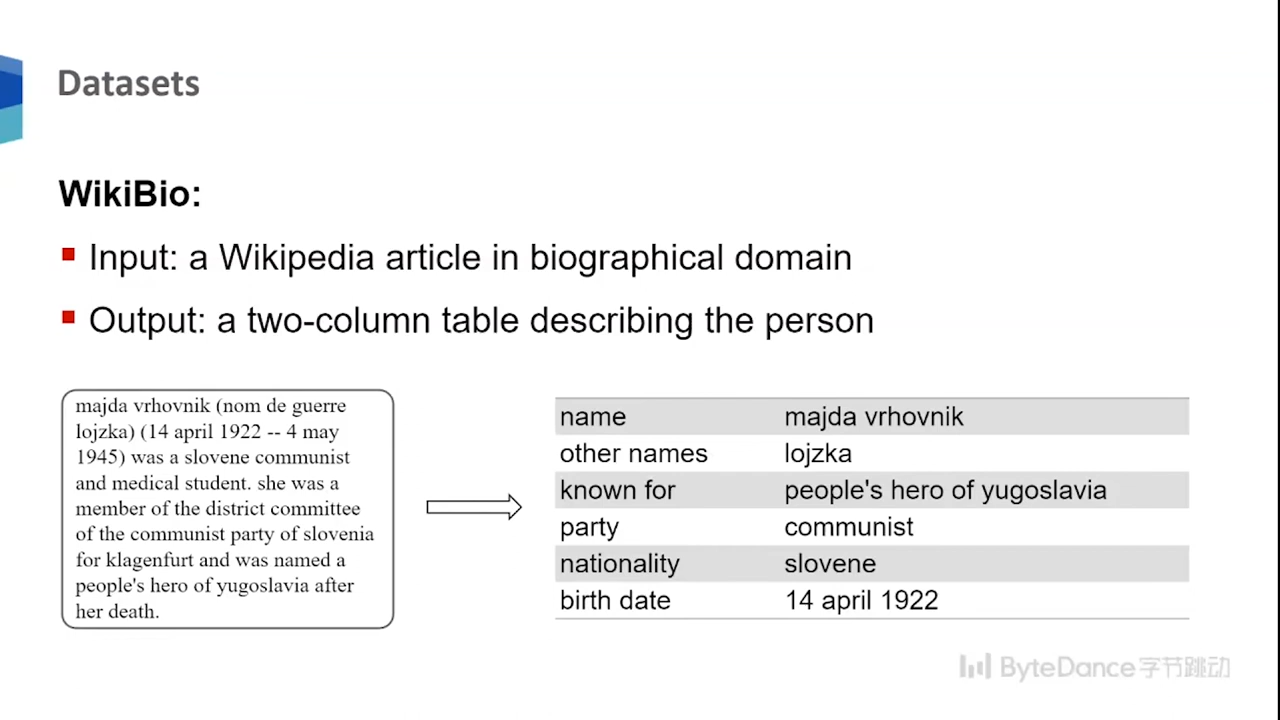 Datasets
WikiBio:
Input: a Wikipedia article in biographical domain
Output: a two-column table describing the person
majda vrhovnik (nom de guerre
lojzka) (14 april 1922 -- 4 may
1945) was a slovene communist
and medical student. she was a
member of the district committee
of the communist party of slovenia
for klagenfurt and was named a
people's hero of yugoslavia after
her death.
name majda vrhovnik
other names lojzka
known for people's hero of yugoslavia
party communist
nationality slovene
birth date 14 april 1922
ByteDance字节跳动